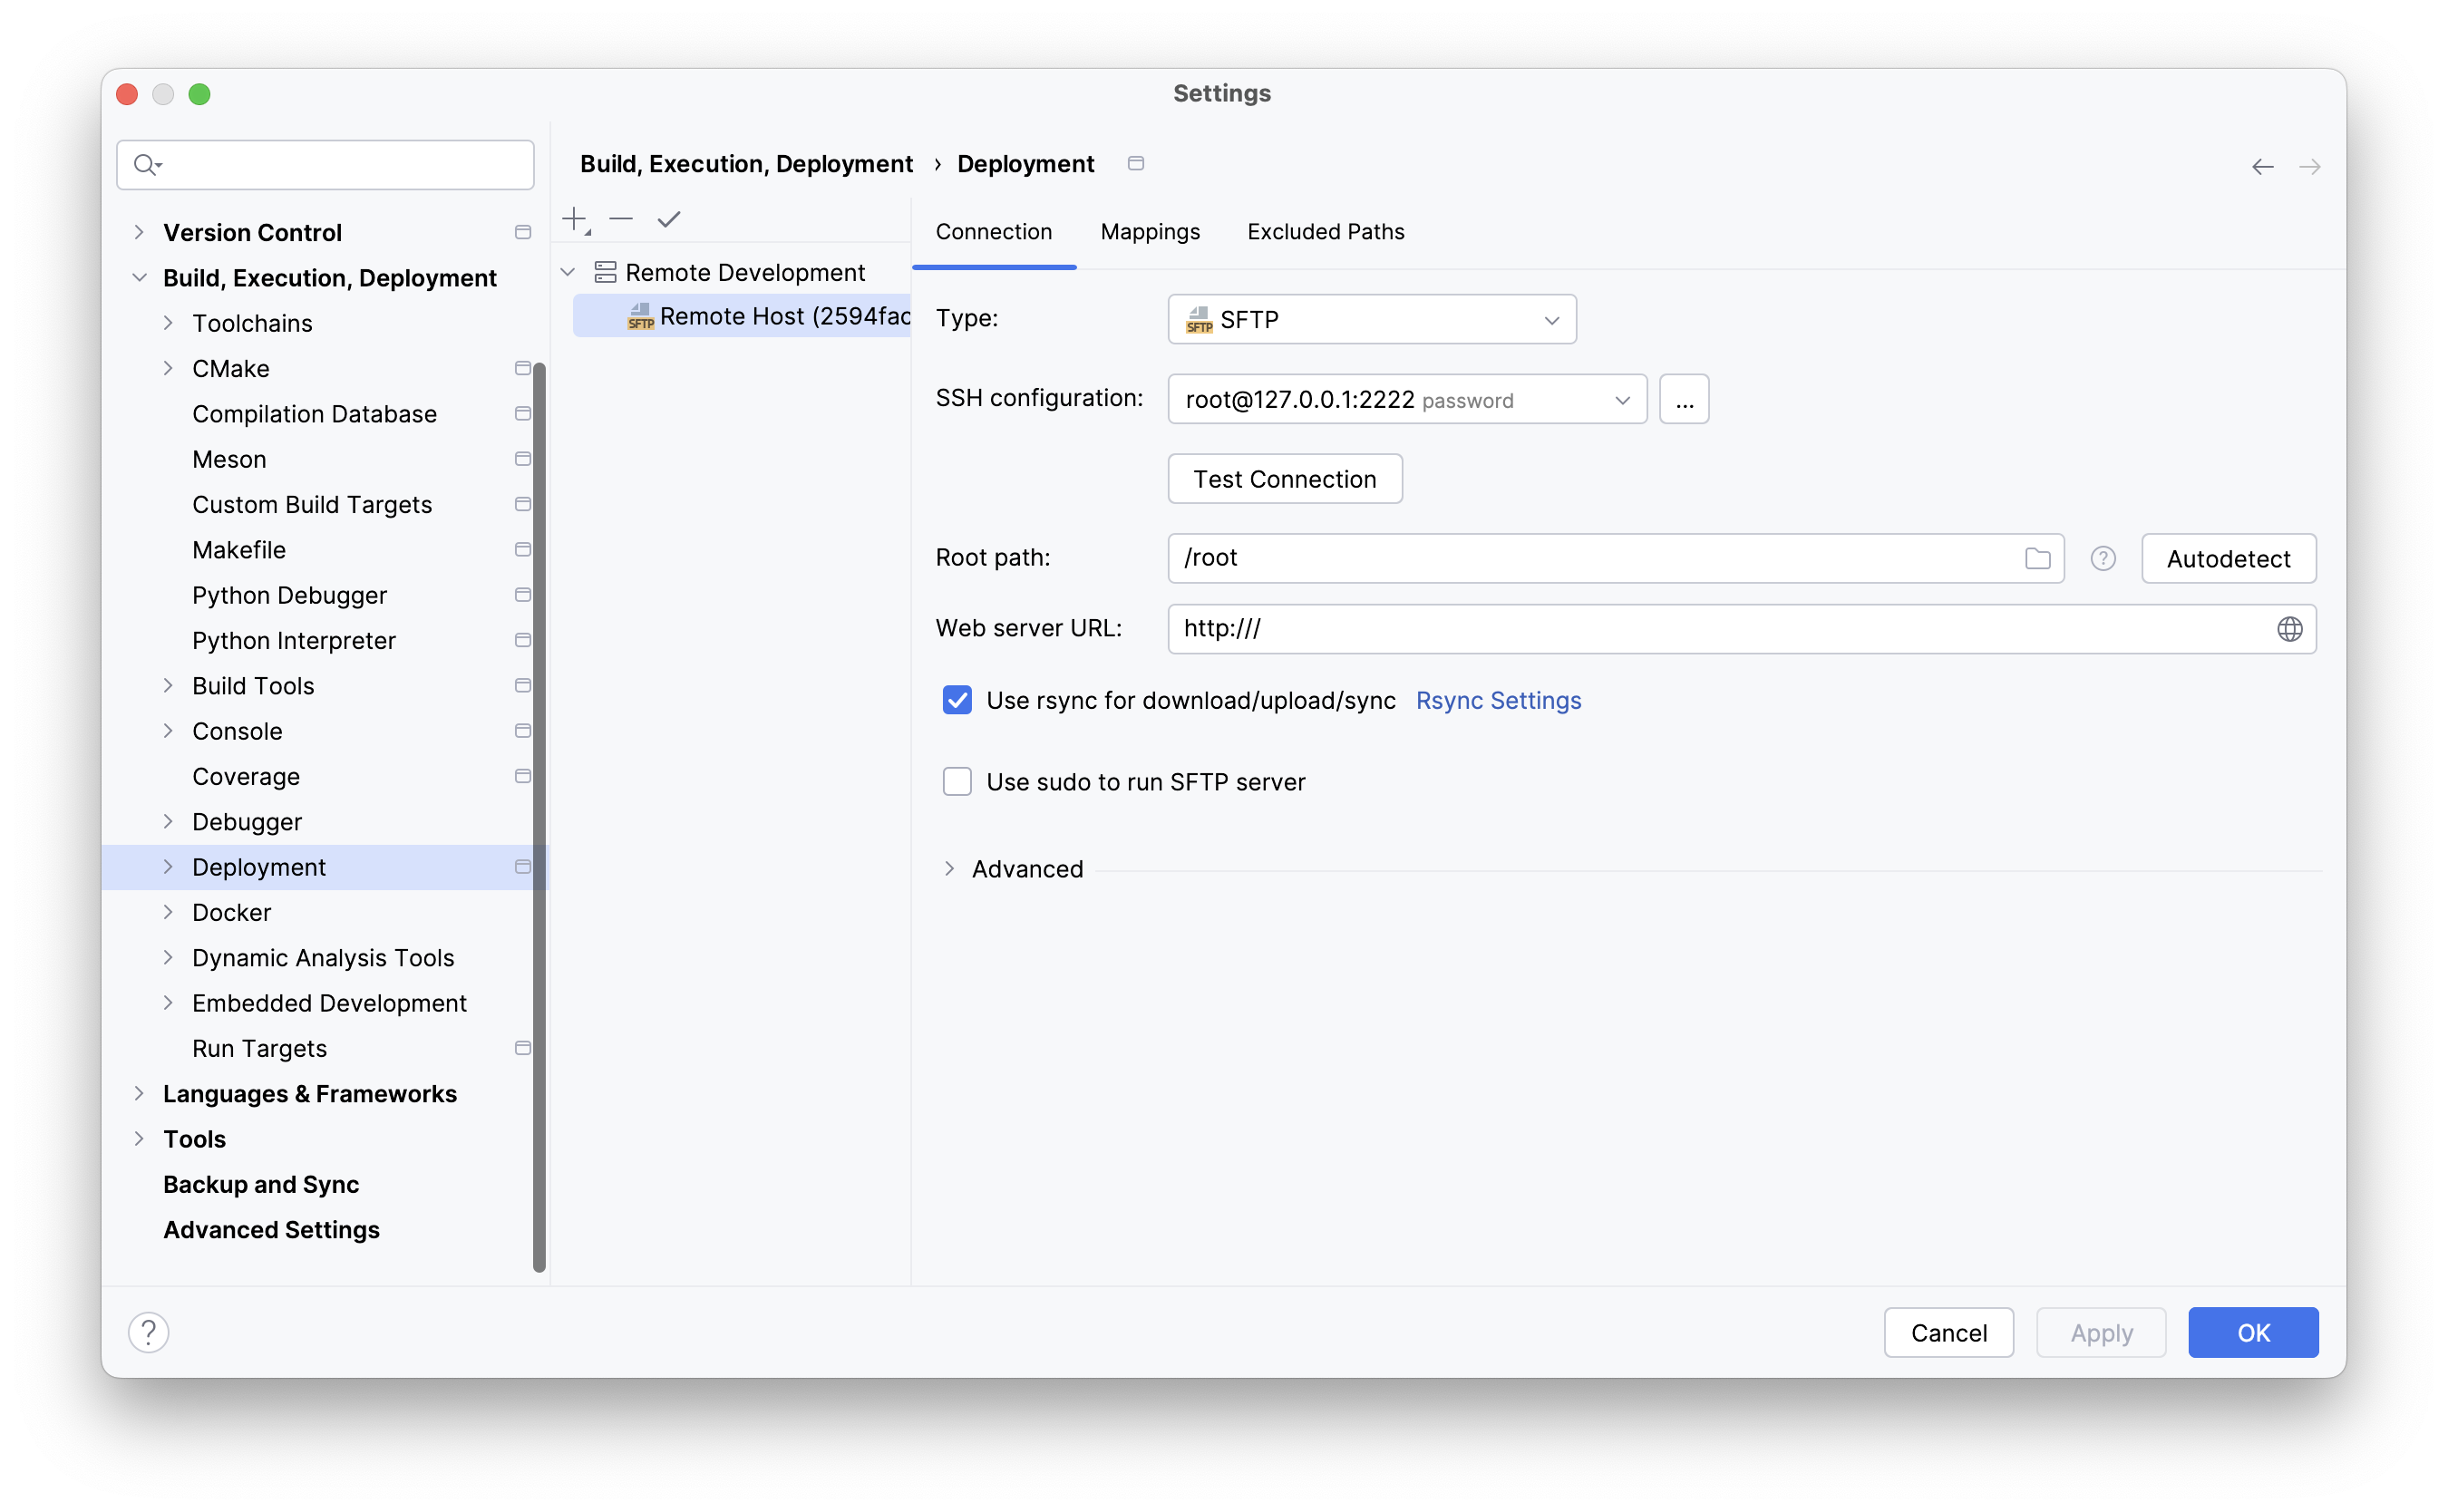 Settings
Build, Execution, Deployment › Deployment
Version Control
Build, Execution, Deployment
Toolchains
CMake
Compilation Database
Meson
Custom Build Targets
Makefile
Python Debugger
Python Interpreter
Build Tools
Console
Coverage
Debugger
Deployment
Docker
Dynamic Analysis Tools
Embedded Development
Run Targets
Languages & Frameworks
Tools
Backup and Sync
Advanced Settings
Remote Development
SFTP Remote Host (2594fac
Connection Mappings Excluded Paths
Type: SFTP SFTP
SSH configuration: root@127.0.0.1:2222 password ...
Test Connection
Root path: /root ? Autodetect
Web server URL: http:///
Use rsync for download/upload/sync Rsync Settings
Use sudo to run SFTP server
Advanced
? Cancel Apply OK